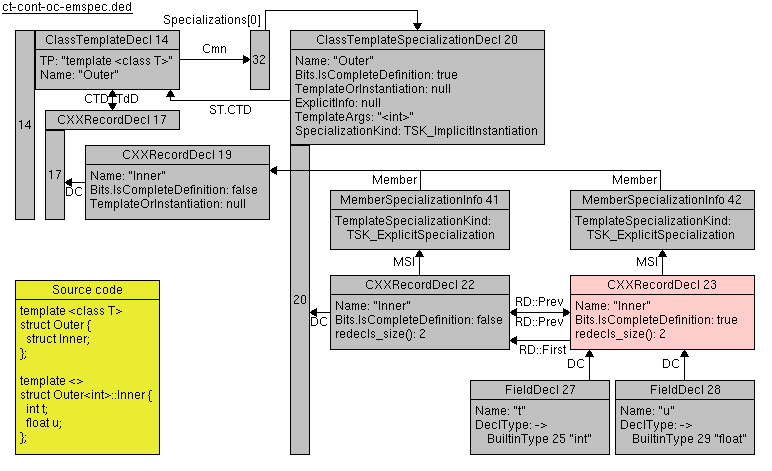 ct-cont-oc-emspec.ded
Specializations[0]
ClassTemplateDecl 14
TP: "template <class T>"
Name: "Outer"
Cmn
32
ClassTemplateSpecializationDecl 20
Name: "Outer"
Bits.IsCompleteDefinition: true
TemplateOrInstantiation: null
ExplicitInfo: null
TemplateArgs: "<int>"
SpecializationKind: TSK_ImplicitInstantiation
CTD
TdD
ST.CTD
14
CXXRecordDecl 17
17
DC
CXXRecordDecl 19
Name: "Inner"
Bits.IsCompleteDefinition: false
TemplateOrInstantiation: null
Member
Member
MemberSpecializationInfo 41
TemplateSpecializationKind:
TSK_ExplicitSpecialization
MemberSpecializationInfo 42
TemplateSpecializationKind:
TSK_ExplicitSpecialization
MSI
MSI
20
DC
CXXRecordDecl 22
Name: "Inner"
Bits.IsCompleteDefinition: false
redecls_size(): 2
RD::Prev
RD::Prev
RD::First
CXXRecordDecl 23
Name: "Inner"
Bits.IsCompleteDefinition: true
redecls_size(): 2
DC
DC
FieldDecl 27
Name: "t"
DeclType: ->
BuiltinType 25 "int"
FieldDecl 28
Name: "u"
DeclType: ->
BuiltinType 29 "float"
Source code
template <class T>
struct Outer {
struct Inner;
};
template <>
struct Outer<int>::Inner {
int t;
float u;
};